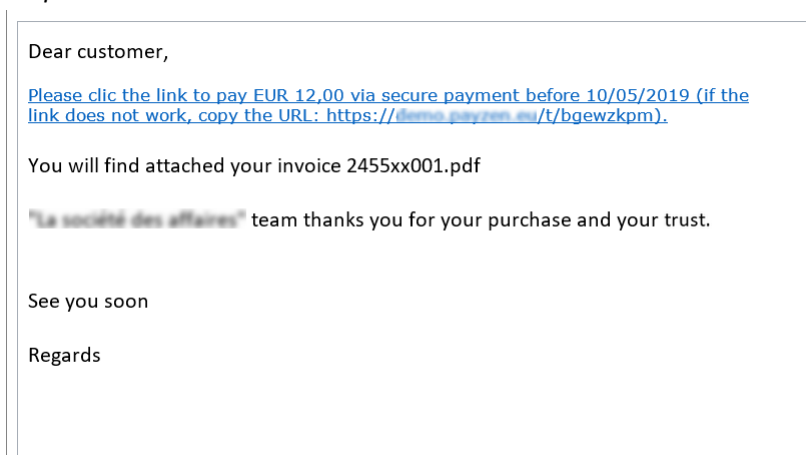 Dear customer,
Please clic the link to pay EUR 12,00 via secure payment before 10/05/2019 (if the
link does not work, copy the URL: https:///t/bgewzkpm).
You will find attached your invoice 2455xx001.pdf
team thanks you for your purchase and your trust.
See you soon
Regards